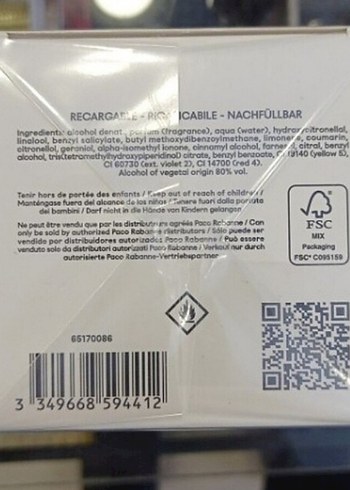 RECARGABLE - RICARICABILE - NACHFÜLLBAR
Ingredients: alcohol denat., parfum (fragrance), aqua (water), hydroxycitronellal,
linalool, benzyl salicylate, butyl methoxydibenzoylmethane, limonene, coumarin,
citronellol, geraniol, alpha-isomethyl ionone, cinnamyl alcohol, farnesol, citral, benzyl
alcohol, tris(tetramethylhydroxypiperidinol) citrate, benzyl benzoate, CI 19140 (yellow 5),
CI 60730 (ext. violet 2), CI 14700 (red 4).
Alcohol of vegetal origin 80% vol.
Tenir hors de portée des enfants / Keep out of reach of children /
Manténgase fuera del alcance de los niños / Tenere fuori dalla portata
dei bambini / Darf nicht in die Hände von Kindern gelangen
Ne peut être vendu que par les distributeurs agréés Paco Rabanne / Can
only be sold by authorized Paco Rabanne distributors / Sólo puede ser
vendido por distribuidores autorizados Paco Rabanne / Può essere
venduto solo da distributori autorizzati Paco Rabanne / Verkauf nur durch
autorisierte Paco Rabanne-Vertriebspartner
FSC
MIX
Packaging
FSC® C095159
65170086
3 349668 594412